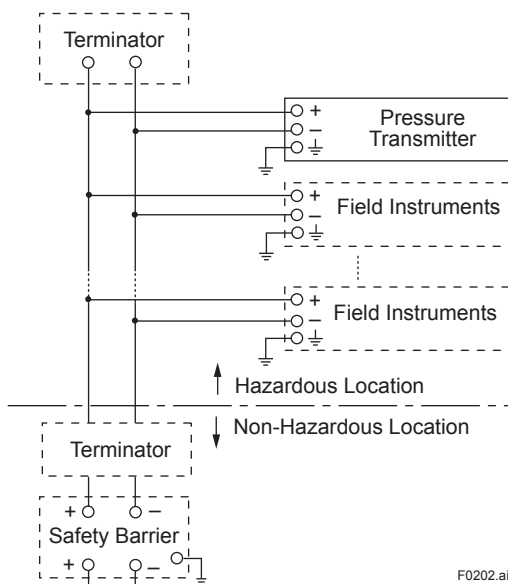 Terminator
+
−
Pressure
Transmitter
+
−
Field Instruments
+
−
Field Instruments
Hazardous Location
Non-Hazardous Location
Terminator
+ −
Safety Barrier
+ −
F0202.ai